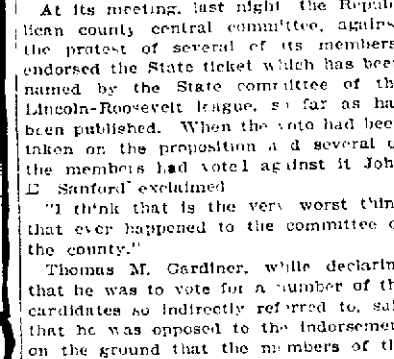 At its meeting, last night the Repub-
lican county central committee, agains
the protest of several of its members
endorsed the State ticket which has bee
named by the State committee of the
Lincoln-Roosevelt league, so far as ha
been published. When the vote had bee
taken on the proposition a d several o
the members had voted against it Joh
E Sanford exclaimed
"I think that is the very worst thin
that ever happened to the committee o
the county."
Thomas M. Gardiner, while declarin
that he was to vote for a number of th
candidates so indirectly referred to, sai
that he was opposed to the indorsemen
on the ground that the members of th